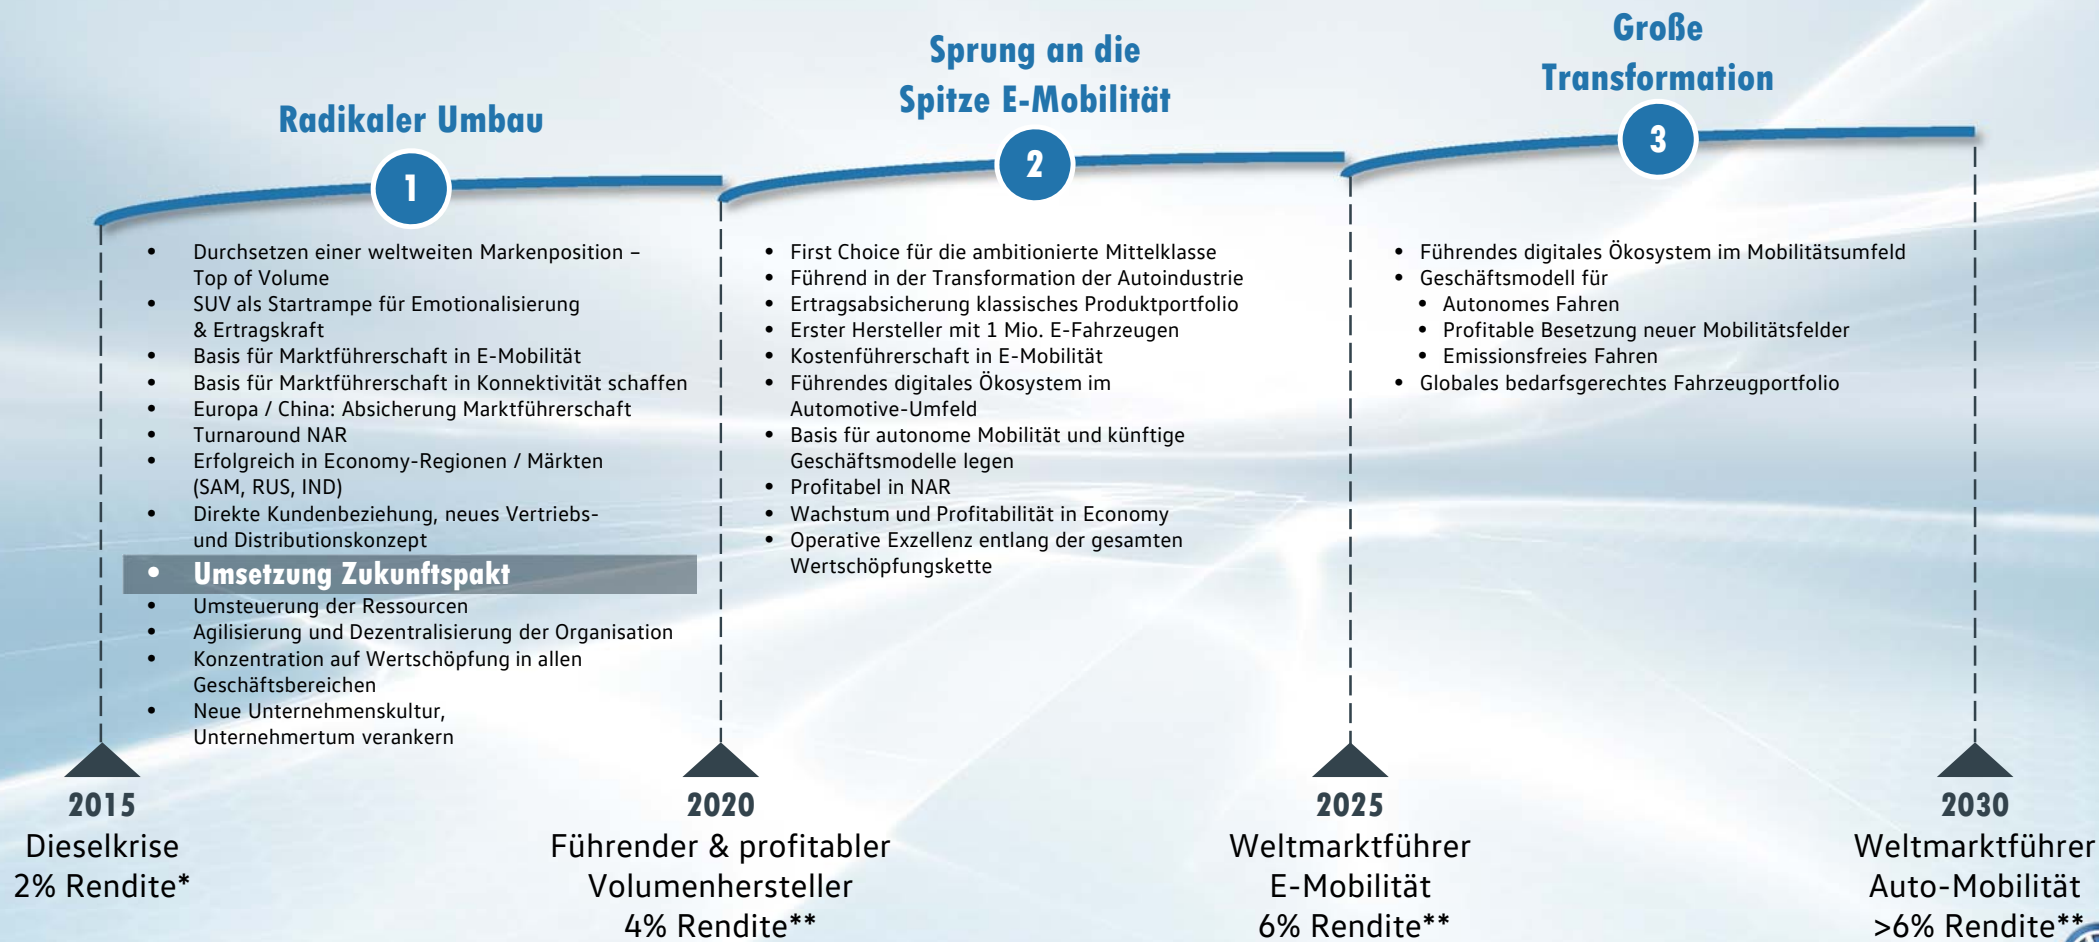 Radikaler Umbau
1
• Durchsetzen einer weltweiten Markenposition –
Top of Volume
• SUV als Startrampe für Emotionalisierung
& Ertragskraft
• Basis für Marktführerschaft in E-Mobilität
• Basis für Marktführerschaft in Konnektivität schaffen
• Europa / China: Absicherung Marktführerschaft
• Turnaround NAR
• Erfolgreich in Economy-Regionen / Märkten
(SAM, RUS, IND)
• Direkte Kundenbeziehung, neues Vertriebs-
und Distributionskonzept
• Umsetzung Zukunftspakt
• Umsteuerung der Ressourcen
• Agilisierung und Dezentralisierung der Organisation
• Konzentration auf Wertschöpfung in allen
Geschäftsbereichen
• Neue Unternehmenskultur,
Unternehmertum verankern
Sprung an die
Spitze E-Mobilität
2
• First Choice für die ambitionierte Mittelklasse
• Führend in der Transformation der Autoindustrie
• Ertragsabsicherung klassisches Produktportfolio
• Erster Hersteller mit 1 Mio. E-Fahrzeugen
• Kostenführerschaft in E-Mobilität
• Führendes digitales Ökosystem im
Automotive-Umfeld
• Basis für autonome Mobilität und künftige
Geschäftsmodelle legen
• Profitabel in NAR
• Wachstum und Profitabilität in Economy
• Operative Exzellenz entlang der gesamten
Wertschöpfungskette
Große
Transformation
3
• Führendes digitales Ökosystem im Mobilitätsumfeld
• Geschäftsmodell für
• Autonomes Fahren
• Profitable Besetzung neuer Mobilitätsfelder
• Emissionsfreies Fahren
• Globales bedarfsgerechtes Fahrzeugportfolio
2015
Dieselkrise
2% Rendite*
2020
Führender & profitabler
Volumenhersteller
4% Rendite**
2025
Weltmarktführer
E-Mobilität
6% Rendite**
2030
Weltmarktführer
Auto-Mobilität
>6% Rendite**